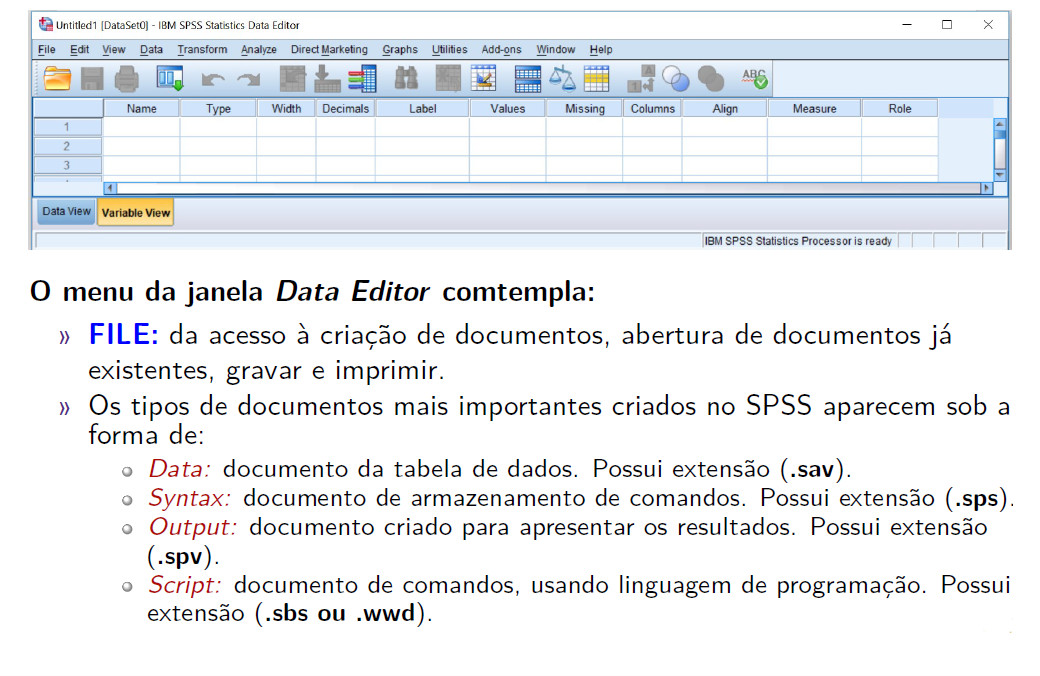 Untitled1 [DataSet0] - IBM SPSS Statistics Data Editor
File Edit View Data Transform Analyze Direct Marketing Graphs Utilities Add-ons Window Help
ABC
Name Type Width Decimals Label Values Missing Columns Align Measure Role
1
2
3
Data View Variable View
IBM SPSS Statistics Processor is ready
O menu da janela Data Editor comtempla:
» FILE: da acesso à criação de documentos, abertura de documentos já
existentes, gravar e imprimir.
» Os tipos de documentos mais importantes criados no SPSS aparecem sob a
forma de:
Data: documento da tabela de dados. Possui extensão (.sav).
Syntax: documento de armazenamento de comandos. Possui extensão (.sps).
Output: documento criado para apresentar os resultados. Possui extensão
(.spv).
Script: documento de comandos, usando linguagem de programação. Possui
extensão (.sbs ou .wwd).